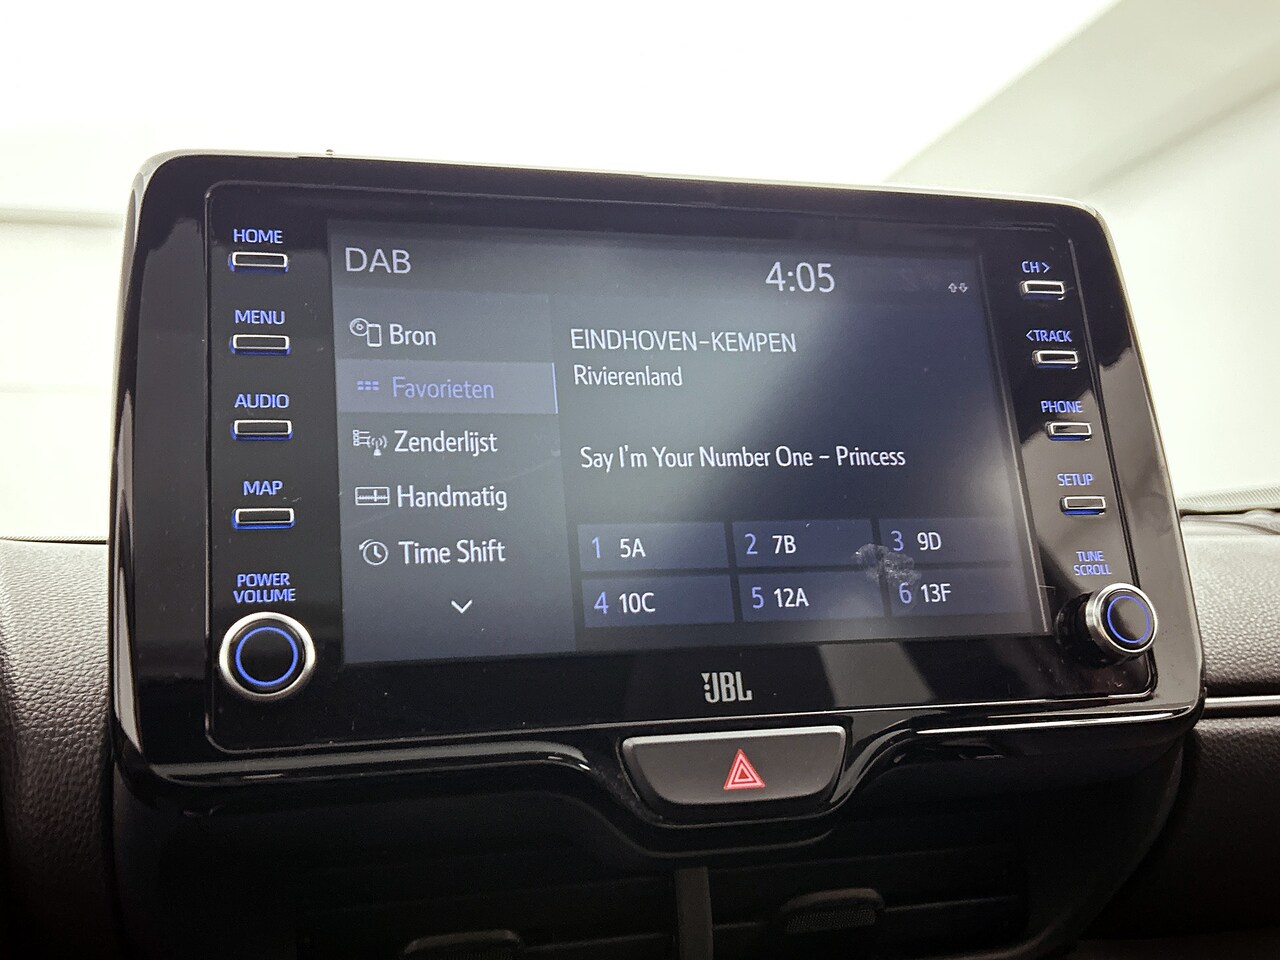 HOME
MENU
AUDIO
MAP
POWER
VOLUME
DAB
4:05
Bron
Favorieten
Zenderlijst
Handmatig
Time Shift
EINDHOVEN-KEMPEN
Rivierenland
Say I'm Your Number One - Princess
1 5A
2 7B
3 9D
4 10C
5 12A
6 13F
CH >
< TRACK
PHONE
SETUP
TUNE
SCROLL
JBL